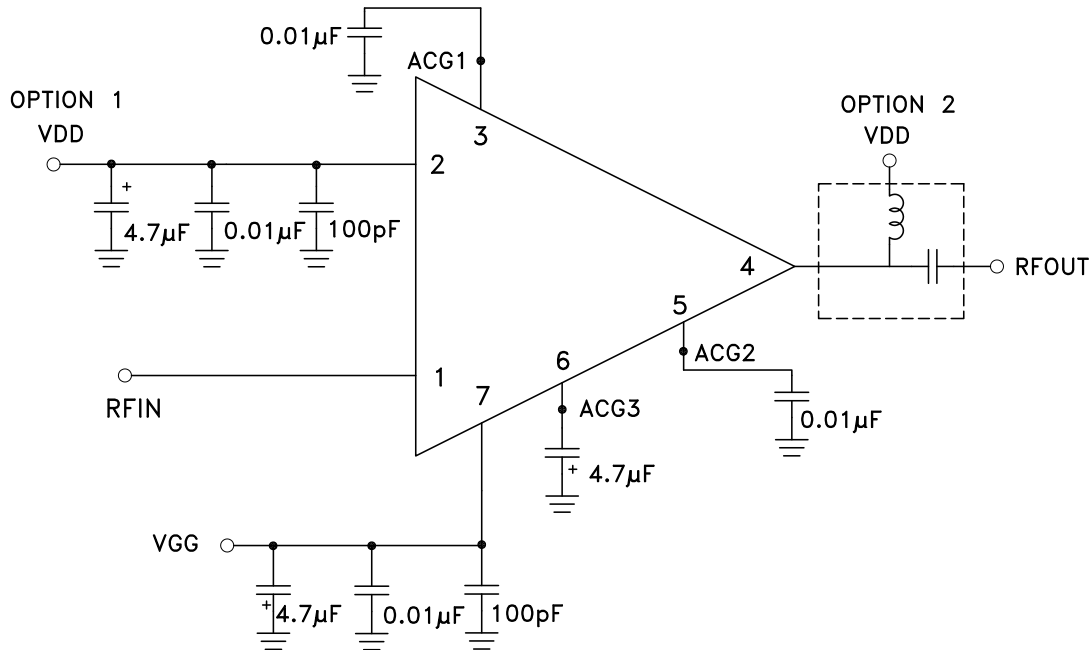 0.01µF
ACG1
OPTION 1
VDD
3
OPTION 2
VDD
2
+
4.7µF
0.01µF
100pF
4
RFOUT
5
ACG2
6
1
7
RFIN
ACG3
0.01µF
+
4.7µF
VGG
+
4.7µF
0.01µF
100pF